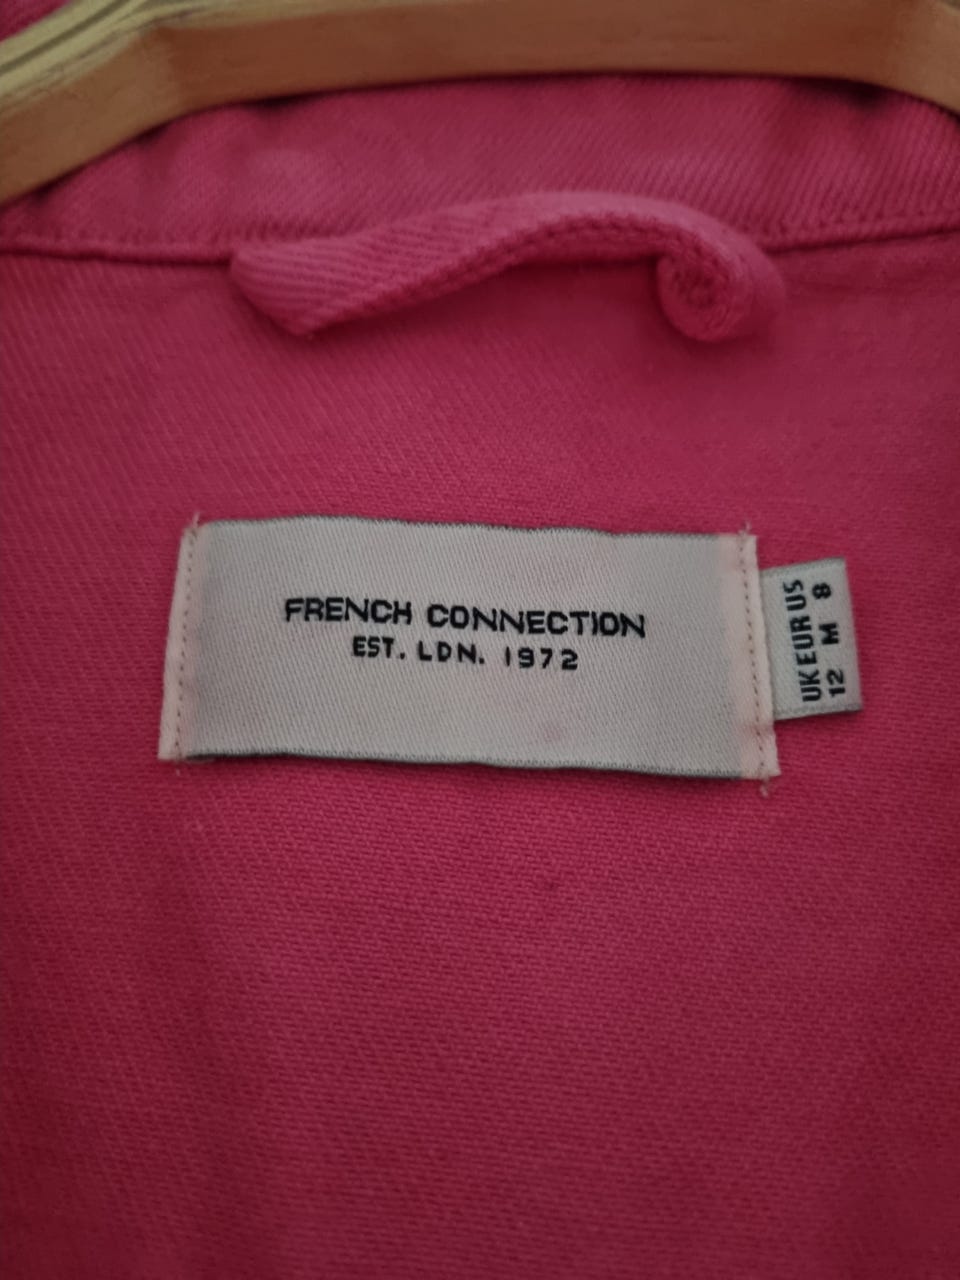 FRENCH CONNECTION
EST. LDN. 1972
UK EUR US
12 M 8